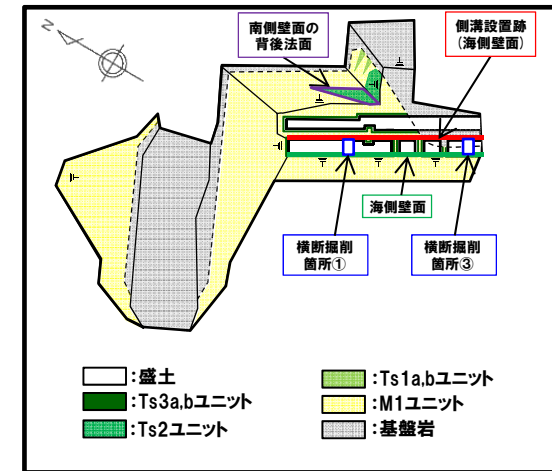 N
南側壁面の
背後法面
側溝設置跡
(海側壁面)
海側壁面
横断掘削
箇所①
横断掘削
箇所③
:盛土
:Ts3a,bユニット
:Ts2ユニット
:Ts1a,bユニット
:M1ユニット
:基盤岩